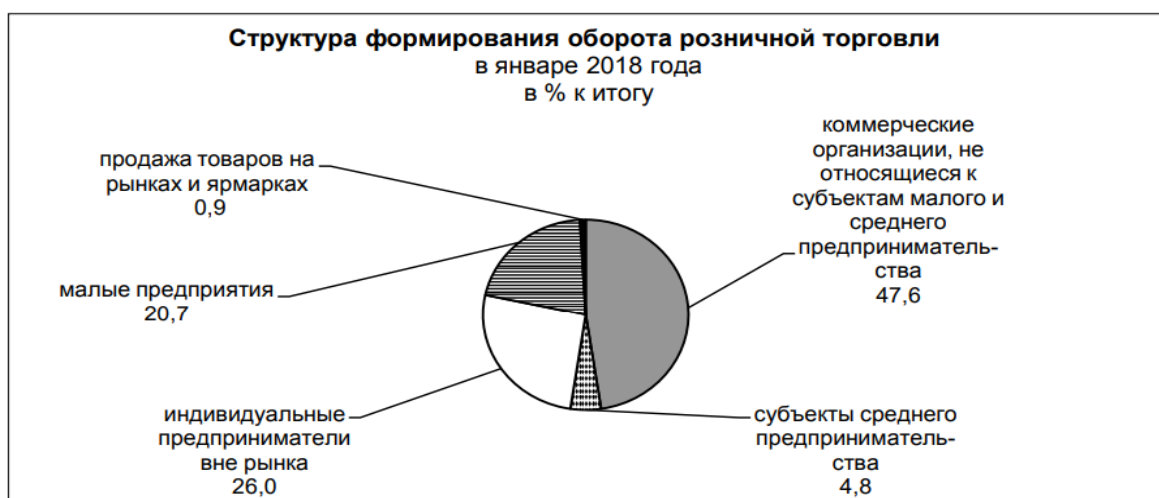 Структура формирования оборота розничной торговли
в январе 2018 года
в % к итогу
коммерческие
организации, не
относящиеся к
субъектам малого и
среднего
предпринематель-
ства
47,6
продажа товаров на
рынках и ярмарках
0,9
малые предприятия
20,7
индивидуальные
предприниматели
вне рынка
26,0
субъекты среднего
предпринематель-
ства
4,8